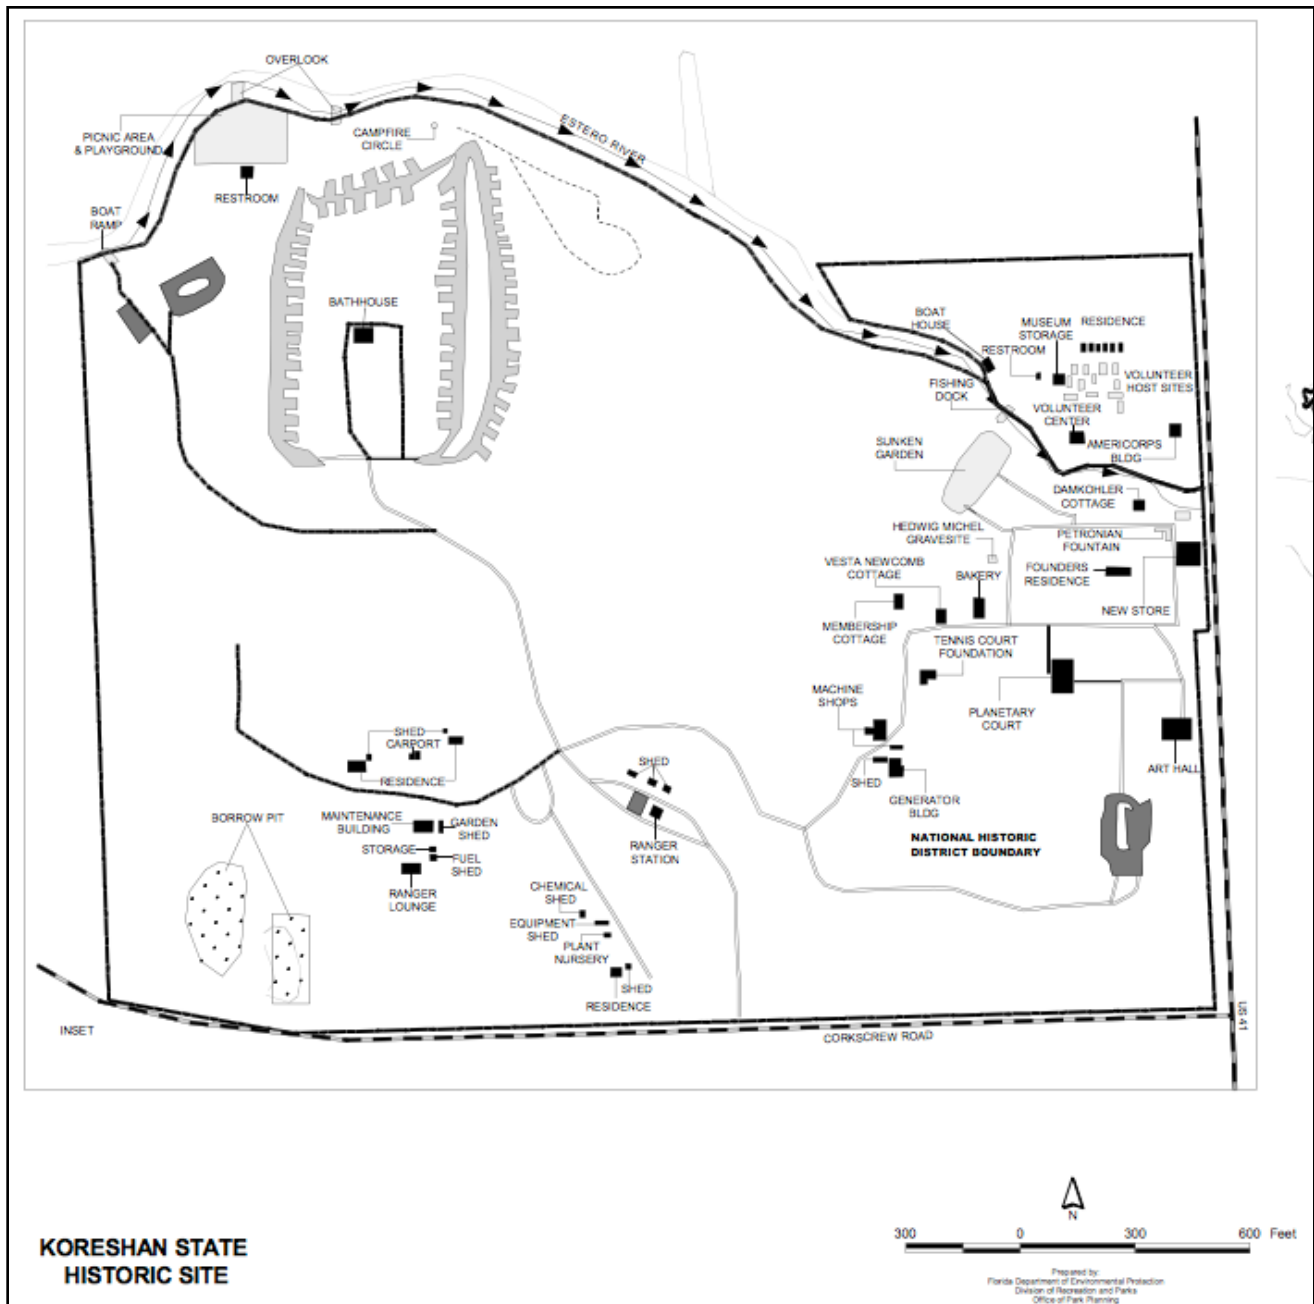 OVERLOOK
PICNIC AREA
& PLAYGROUND
CAMPFIRE
CIRCLE
ESTERO RIVER
RESTROOM
BOAT
RAMP
BATHHOUSE
BOAT
HOUSE
MUSEUM
STORAGE
RESIDENCE
RESTROOM
FISHING
DOCK
VOLUNTEER
HOST SITES
VOLUNTEER
CENTER
AMERICORPS
BLDG
SUNKEN
GARDEN
DAMKOHLER
COTTAGE
HEDWIG MICHEL
GRAVESITE
PETRONIAN
FOUNTAIN
VESTA NEWCOMB
COTTAGE
BAKERY
FOUNDERS
RESIDENCE
NEW STORE
MEMBERSHIP
COTTAGE
TENNIS COURT
FOUNDATION
MACHINE
SHOPS
PLANETARY
COURT
ART HALL
SHED
CARPORT
RESIDENCE
SHED
SHED
GENERATOR
BLDG
NATIONAL HISTORIC
DISTRICT BOUNDARY
BORROW PIT
MAINTENANCE
BUILDING
GARDEN
SHED
STORAGE
FUEL
SHED
RANGER
LOUNGE
RANGER
STATION
CHEMICAL
SHED
EQUIPMENT
SHED
PLANT
NURSERY
SHED
RESIDENCE
INSET
CORKSCREW ROAD
US 41
N
300 0 300 600 Feet
KORESHAN STATE
HISTORIC SITE
Prepared by:
Florida Department of Environmental Protection
Division of Recreation and Parks
Office of Park Planning